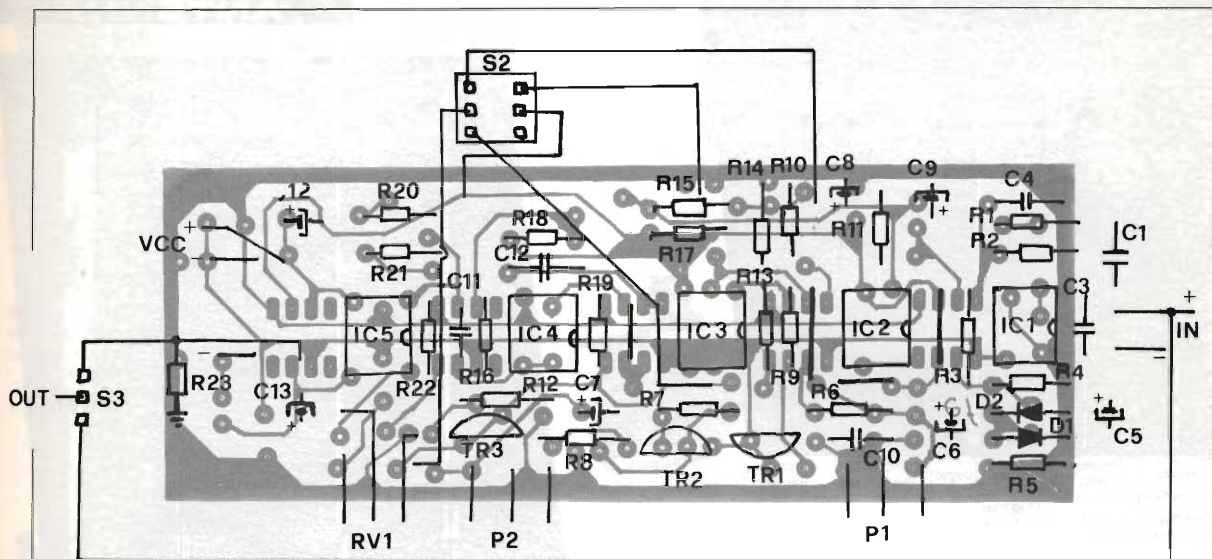 S2
R14
R10
C8
C9
R15
C4
12
R20
R1
R18
R11
R2
C1
VCC
+
−
R17
C12
R21
R13
C11
R19
C3
+
IN
−
IC5
IC4
IC3
IC2
IC1
−
R23
C13
R22
R16
R12
C7
R7
R9
R6
R3
R4
D2
OUT
S3
D1
C5
TR3
R8
TR2
TR1
C10
C6
R5
RV1
P2
P1